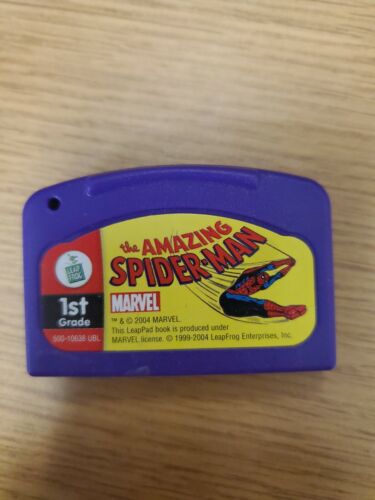 LEAP
FROG
1st
Grade
500-10638 UBL
the AMAZING
SPIDER-MAN
MARVEL
™ & © 2004 MARVEL.
This LeapPad book is produced under
MARVEL license. © 1999-2004 LeapFrog Enterprises, Inc.